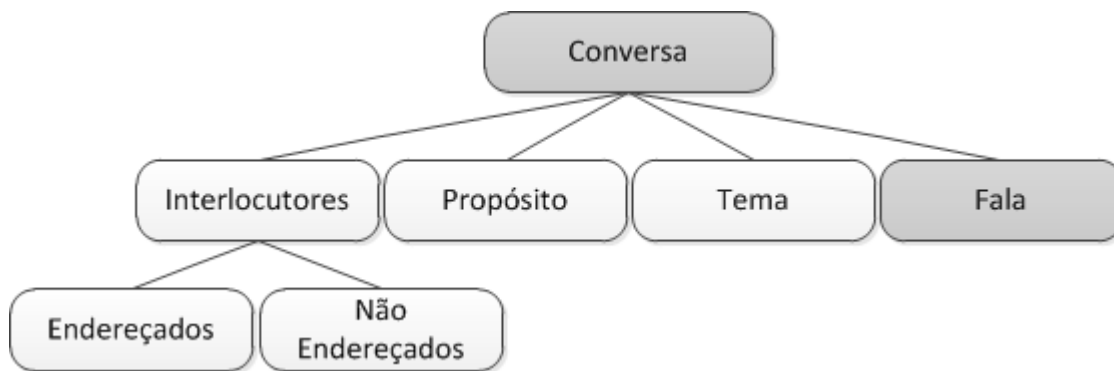 Conversa
Interlocutores
Propósito
Tema
Fala
Endereçados
Não
Endereçados